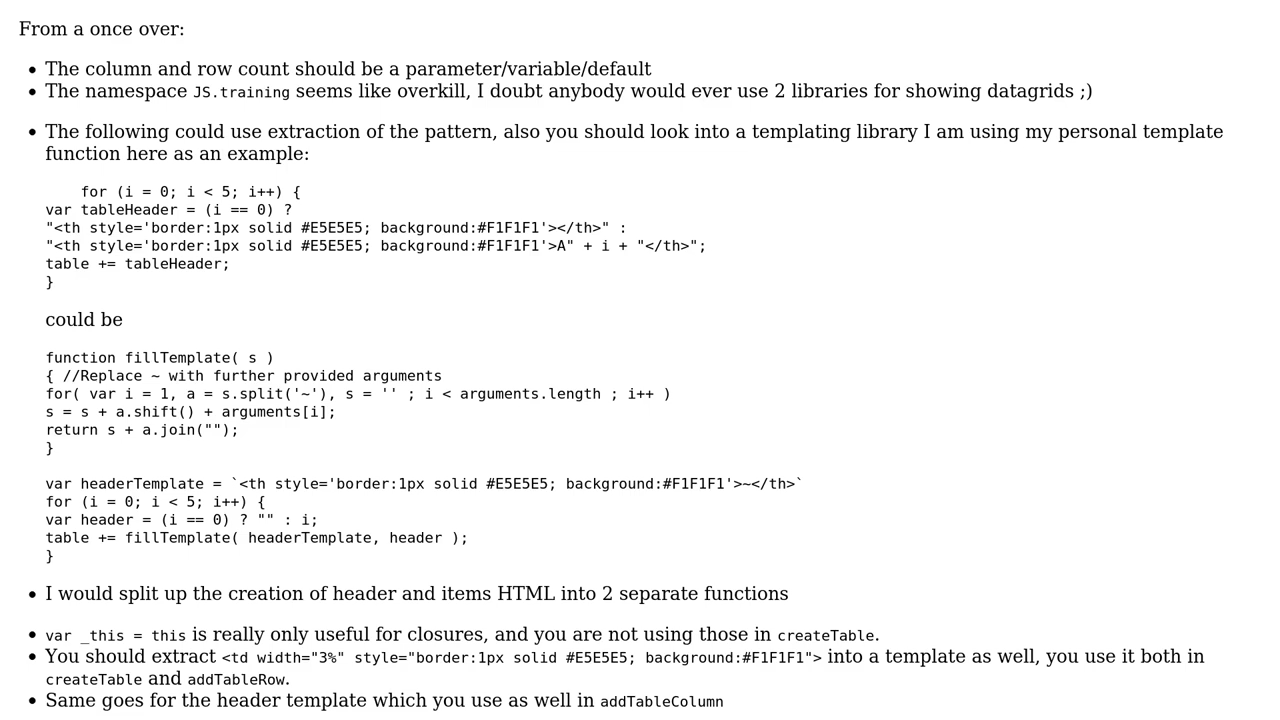 From a once over:
• The column and row count should be a parameter/variable/default
• The namespace JS.training seems like overkill, I doubt anybody would ever use 2 libraries for showing datagrids ;)
• The following could use extraction of the pattern, also you should look into a templating library I am using my personal template
function here as an example:
    for (i = 0; i < 5; i++) {
var tableHeader = (i == 0) ?
"<th style='border:1px solid #E5E5E5; background:#F1F1F1'></th>" :
"<th style='border:1px solid #E5E5E5; background:#F1F1F1'>A" + i + "</th>";
table += tableHeader;
}
could be
function fillTemplate( s )
{ //Replace ~ with further provided arguments
for( var i = 1, a = s.split('~'), s = '' ; i < arguments.length ; i++ )
s = s + a.shift() + arguments[i];
return s + a.join("");
}
var headerTemplate = `<th style='border:1px solid #E5E5E5; background:#F1F1F1'>~</th>`
for (i = 0; i < 5; i++) {
var header = (i == 0) ? "" : i;
table += fillTemplate( headerTemplate, header );
}
• I would split up the creation of header and items HTML into 2 separate functions
• var _this = this is really only useful for closures, and you are not using those in createTable.
• You should extract <td width="3%" style="border:1px solid #E5E5E5; background:#F1F1F1"> into a template as well, you use it both in
createTable and addTableRow.
• Same goes for the header template which you use as well in addTableColumn